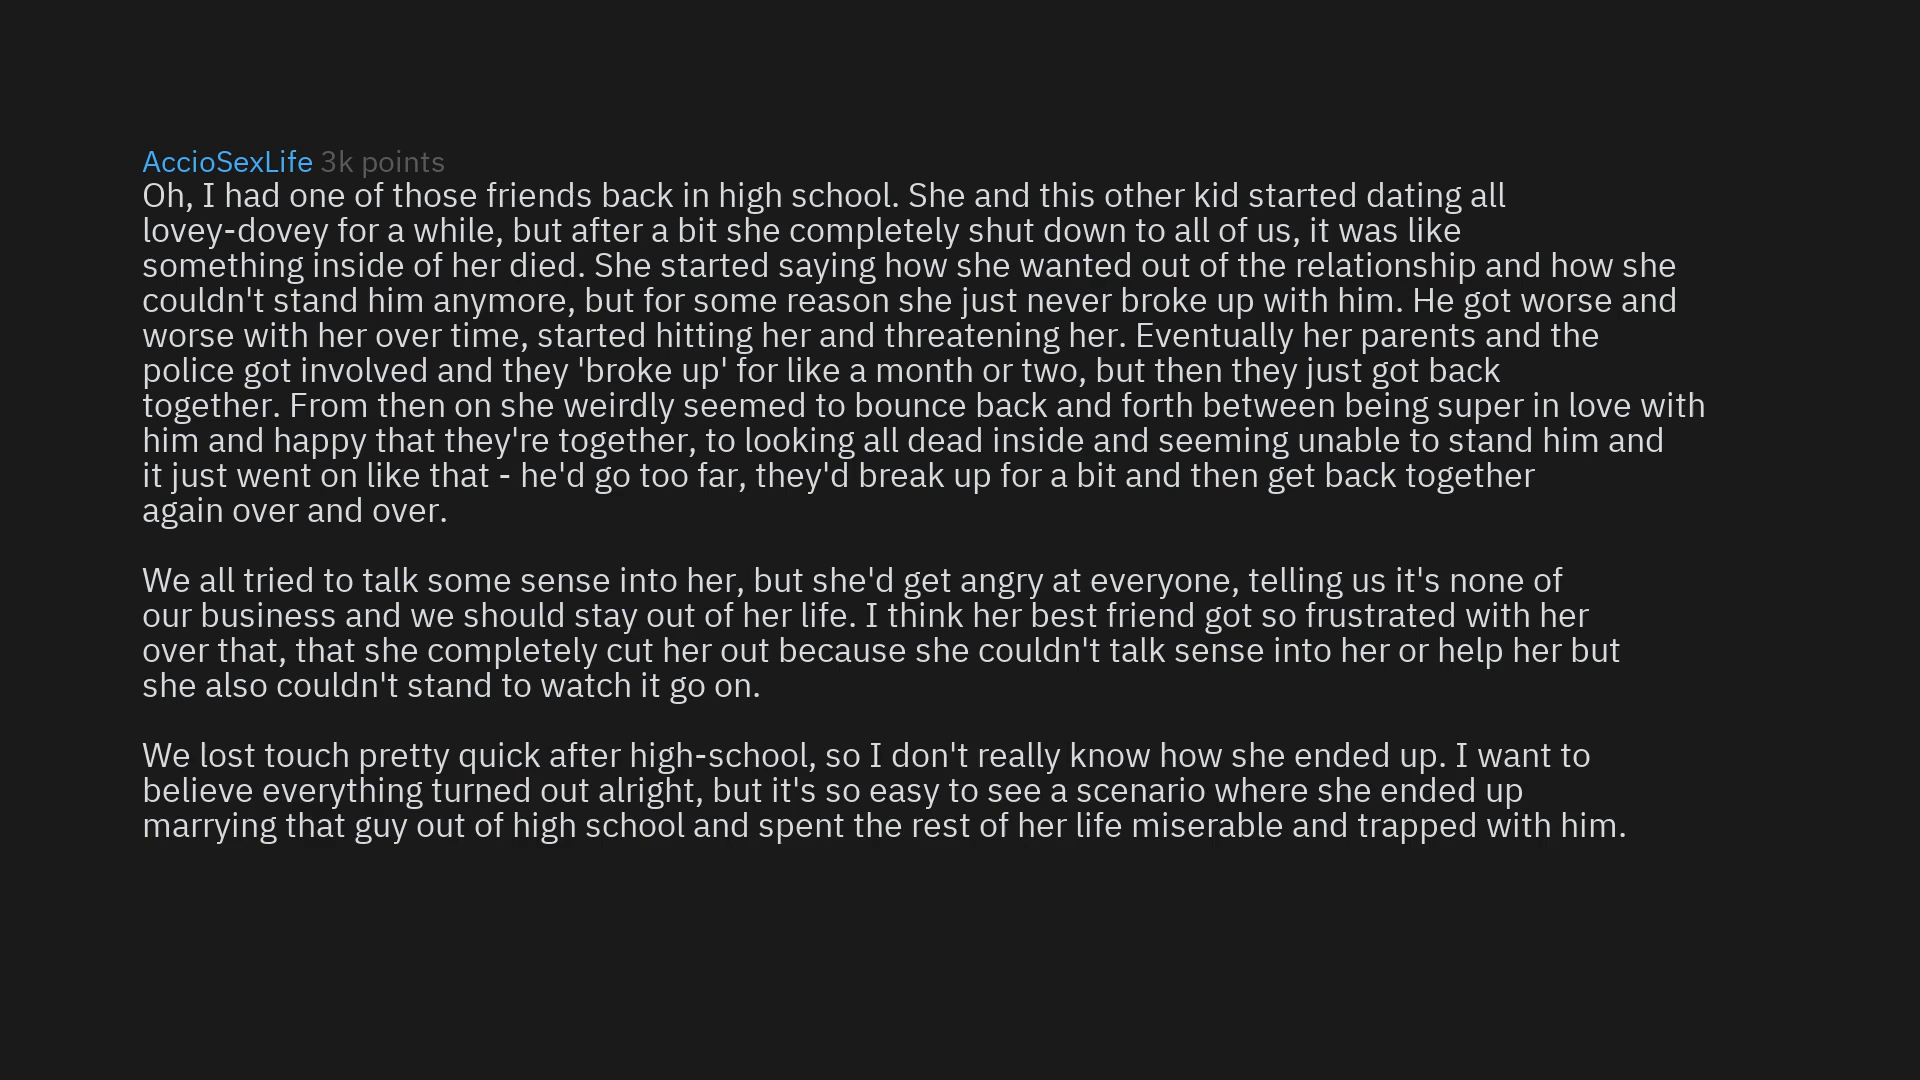 AccioSexLife 3k points
Oh, I had one of those friends back in high school. She and this other kid started dating all
lovey-dovey for a while, but after a bit she completely shut down to all of us, it was like
something inside of her died. She started saying how she wanted out of the relationship and how she
couldn't stand him anymore, but for some reason she just never broke up with him. He got worse and
worse with her over time, started hitting her and threatening her. Eventually her parents and the
police got involved and they 'broke up' for like a month or two, but then they just got back
together. From then on she weirdly seemed to bounce back and forth between being super in love with
him and happy that they're together, to looking all dead inside and seeming unable to stand him and
it just went on like that - he'd go too far, they'd break up for a bit and then get back together
again over and over.
We all tried to talk some sense into her, but she'd get angry at everyone, telling us it's none of
our business and we should stay out of her life. I think her best friend got so frustrated with her
over that, that she completely cut her out because she couldn't talk sense into her or help her but
she also couldn't stand to watch it go on.
We lost touch pretty quick after high-school, so I don't really know how she ended up. I want to
believe everything turned out alright, but it's so easy to see a scenario where she ended up
marrying that guy out of high school and spent the rest of her life miserable and trapped with him.